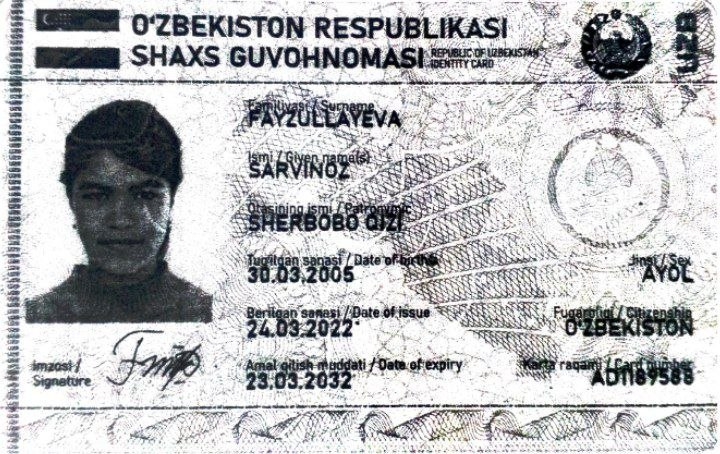 O'ZBEKISTON RESPUBLIKASI
SHAXS GUVOHNOMASI REPUBLIC OF UZBEKISTAN
IDENTITY CARD
UZB
Familiyasi / Surname
FAYZULLAYEVA
Ismi / Given name(s)
SARVINOZ
Otasining ismi / Patronymic
SHERBOBO QIZI
Tug'ilgan sanasi / Date of birth
30.03.2005
Jinsi / Sex
AYOL
Berilgan sanasi / Date of issue
24.03.2022
Fuqaroligi / Citizenship
O'ZBEKISTON
Amal qilish muddati / Date of expiry
23.03.2032
Karta raqami / Card number
AD1189588
Imzosi /
Signature